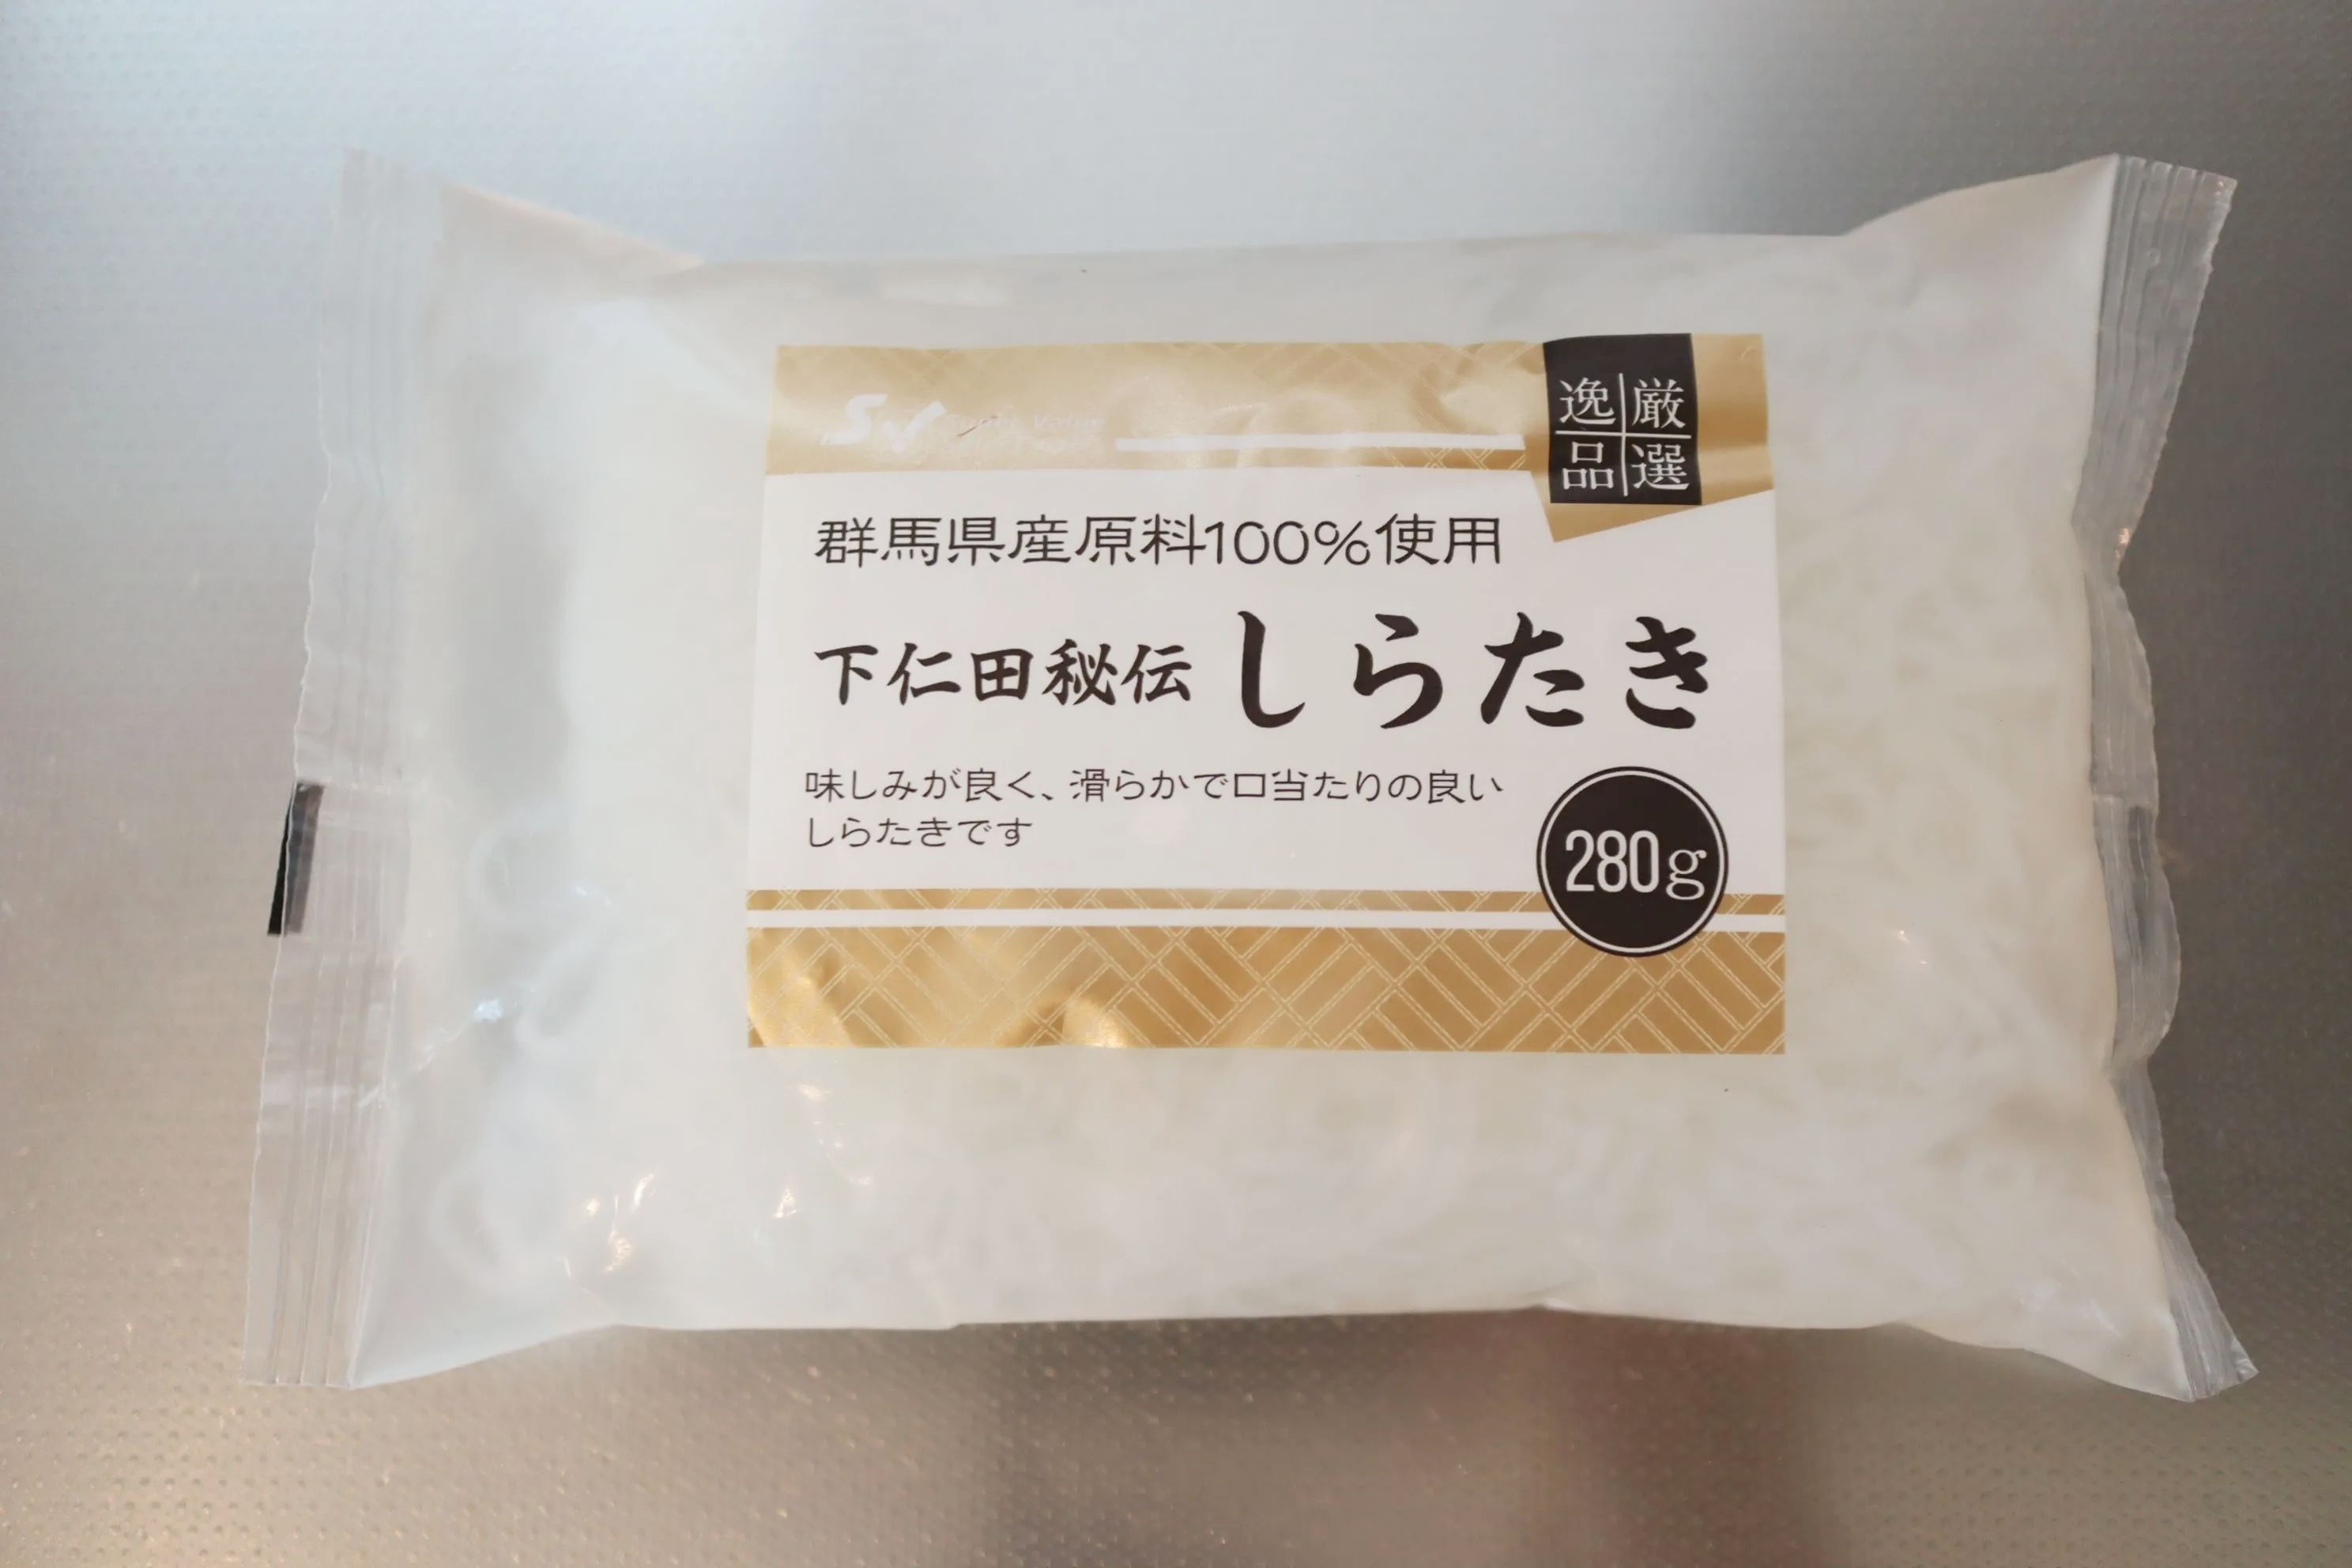 SV
厳選
逸品
群馬県産原料100%使用
下仁田秘伝 しらたき
味しみが良く、滑らかで口当たりの良い
しらたきです
280g